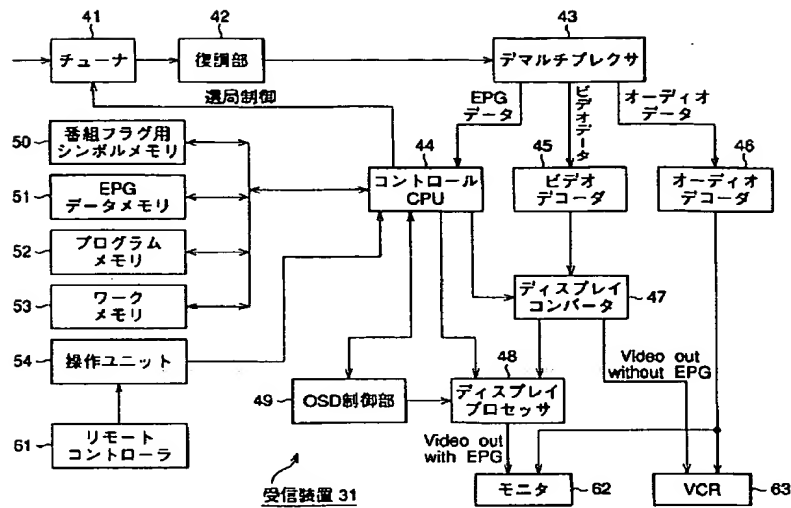 41
チューナ
42
復調部
43
デマルチプレクサ
選局制御
EPG
データ
ビデオデータ
オーディオ
データ
50
番組フラグ用
シンボルメモリ
51
EPG
データメモリ
52
プログラム
メモリ
53
ワーク
メモリ
54
操作ユニット
61
リモート
コントローラ
44
コントロール
CPU
45
ビデオ
デコーダ
46
オーディオ
デコーダ
ディスプレイ
コンバータ
47
Video out
without EPG
49
OSD制御部
48
ディスプレイ
プロセッサ
Video out
with EPG
受信装置 31
モニタ
62
VCR
63